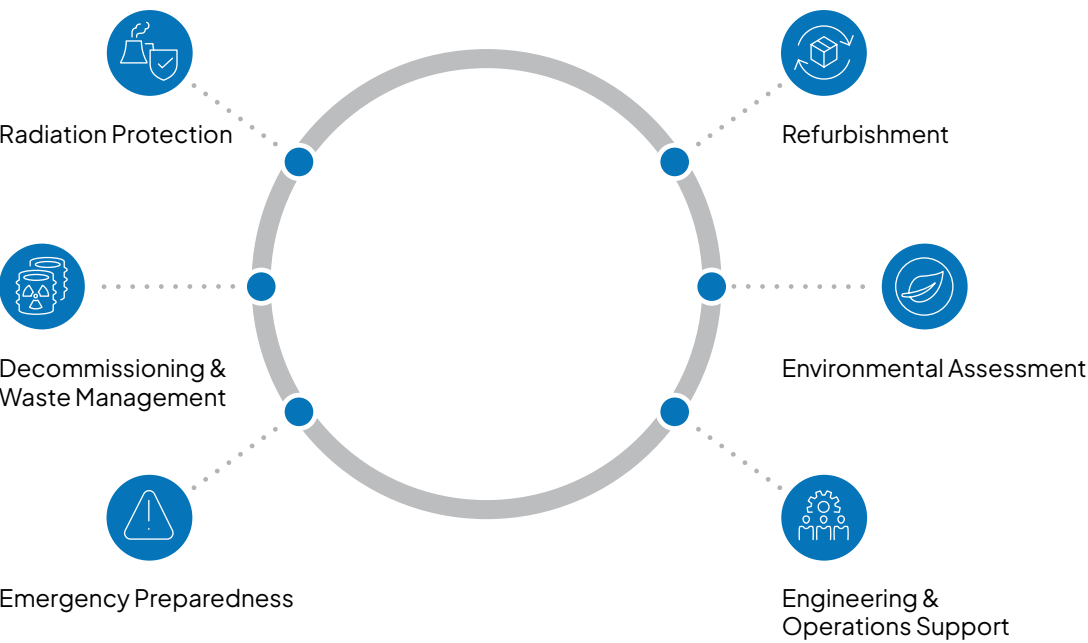 Radiation Protection
Refurbishment
Decommissioning &
Waste Management
Environmental Assessment
Emergency Preparedness
Engineering &
Operations Support